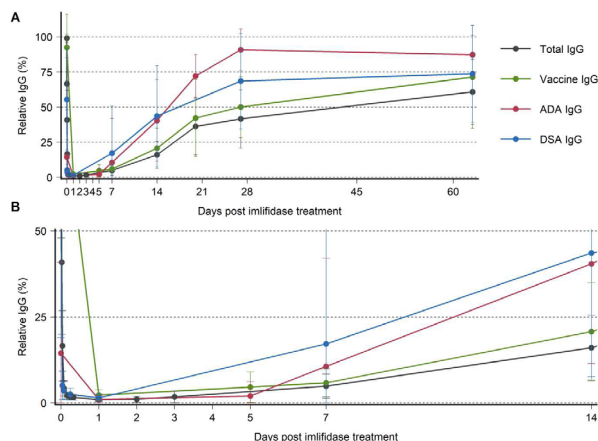 A
Relative IgG (%)
100
75
50
25
0
0 1 2 3 4 5 7 14 21 28 45 60
Days post imlifidase treatment
Total IgG
Vaccine IgG
ADA IgG
DSA IgG
B
Relative IgG (%)
50
25
0
0 1 2 3 4 5 7 14
Days post imlifidase treatment